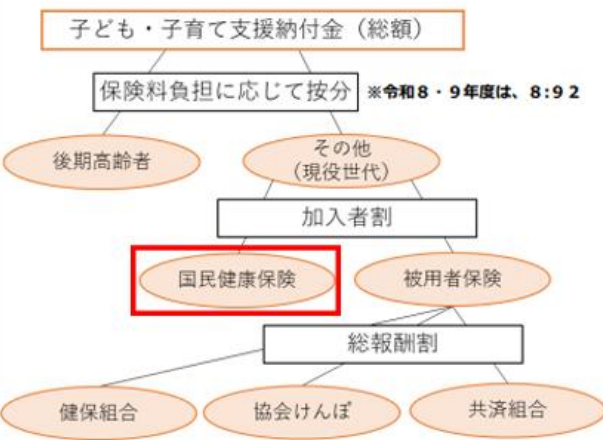 子ども・子育て支援納付金（総額）
保険料負担に応じて按分 ※令和８・９年度は、８:９２
後期高齢者
その他
（現役世代）
加入者割
国民健康保険
被用者保険
総報酬割
健保組合
協会けんぽ
共済組合